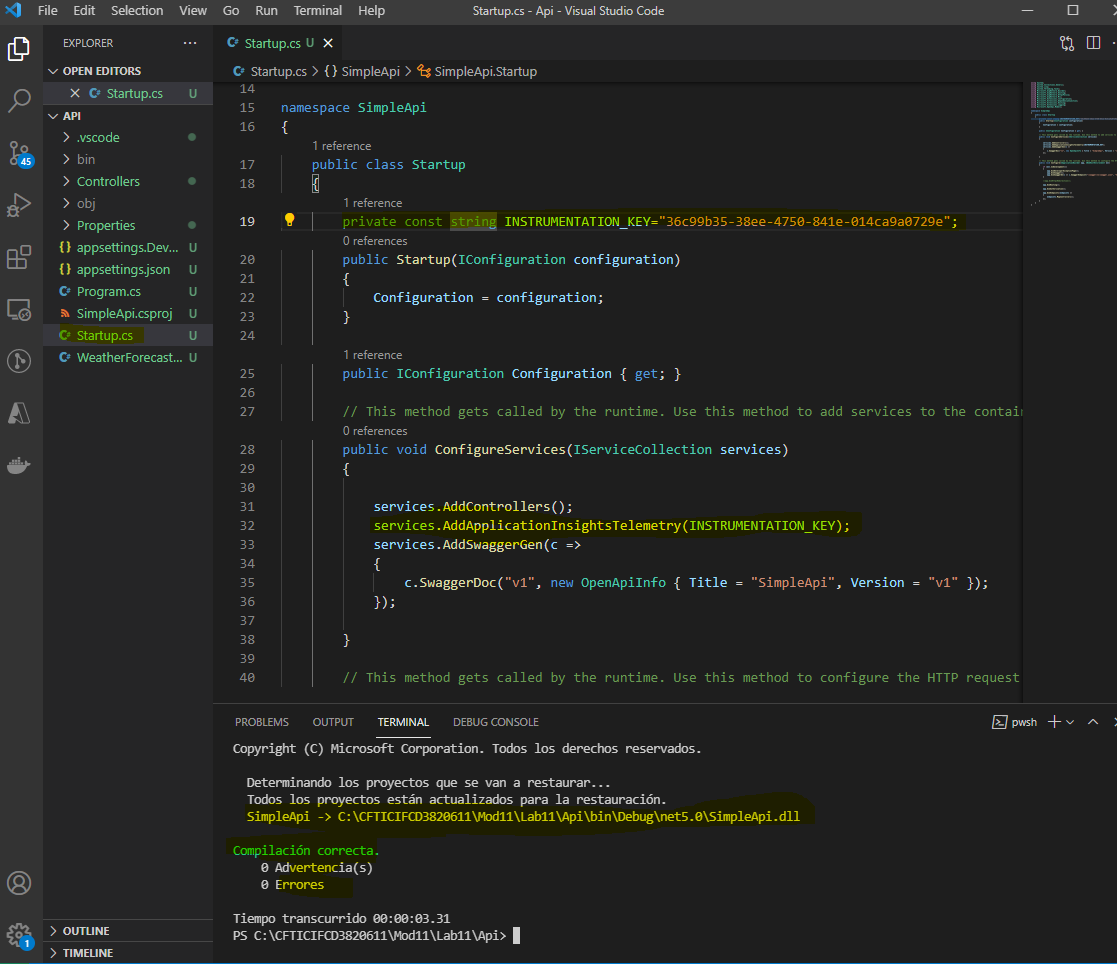 File Edit Selection View Go Run Terminal Help Startup.cs - Api - Visual Studio Code
EXPLORER ...
OPEN EDITORS
Startup.cs U
API
.vscode
bin
Controllers
obj
Properties
appsettings.Dev... U
appsettings.json U
Program.cs U
SimpleApi.csproj U
Startup.cs U
WeatherForecast... U
OUTLINE
TIMELINE
45
1
Startup.cs U
Startup.cs > {} SimpleApi > SimpleApi.Startup
14
15 namespace SimpleApi
16 {
1 reference
17 public class Startup
18 {
1 reference
19 private const string INSTRUMENTATION_KEY="36c99b35-38ee-4750-841e-014ca9a0729e";
0 references
20 public Startup(IConfiguration configuration)
21 {
22 Configuration = configuration;
23 }
24
1 reference
25 public IConfiguration Configuration { get; }
26
27 // This method gets called by the runtime. Use this method to add services to the contai
0 references
28 public void ConfigureServices(IServiceCollection services)
29 {
30
31 services.AddControllers();
32 services.AddApplicationInsightsTelemetry(INSTRUMENTATION_KEY);
33 services.AddSwaggerGen(c =>
34 {
35 c.SwaggerDoc("v1", new OpenApiInfo { Title = "SimpleApi", Version = "v1" });
36 });
37
38 }
39
40 // This method gets called by the runtime. Use this method to configure the HTTP request
PROBLEMS OUTPUT TERMINAL DEBUG CONSOLE pwsh
Copyright (C) Microsoft Corporation. Todos los derechos reservados.
Determinando los proyectos que se van a restaurar...
Todos los proyectos están actualizados para la restauración.
SimpleApi -> C:\CFTICIFCD3820611\Mod11\Lab11\Api\bin\Debug\net5.0\SimpleApi.dll
Compilación correcta.
0 Advertencia(s)
0 Errores
Tiempo transcurrido 00:00:03.31
PS C:\CFTICIFCD3820611\Mod11\Lab11\Api>